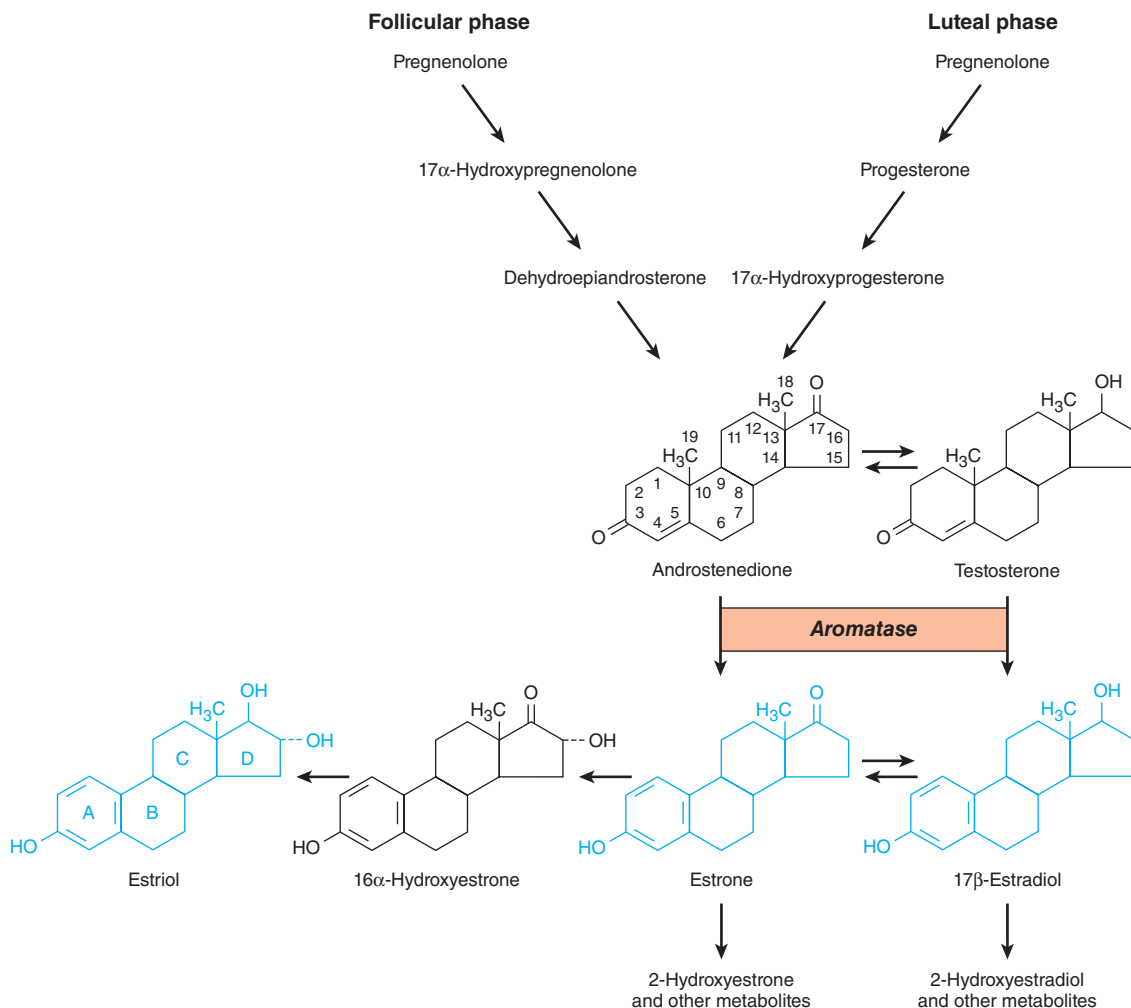 Follicular phase
Luteal phase
Pregnenolone
Pregnenolone
17α-Hydroxypregnenolone
Progesterone
Dehydroepiandrosterone
17α-Hydroxyprogesterone
18
O
H3C
12
13
17
16
11
19
H3C
14
15
1
9
2
10
8
3
4
5
6
7
O
Androstenedione
OH
H3C
H3C
O
Testosterone
Aromatase
OH
H3C
OH
C
D
A
B
HO
Estriol
O
H3C
OH
HO
16α-Hydroxyestrone
O
H3C
HO
Estrone
OH
H3C
HO
17β-Estradiol
2-Hydroxyestrone
and other metabolites
2-Hydroxyestradiol
and other metabolites